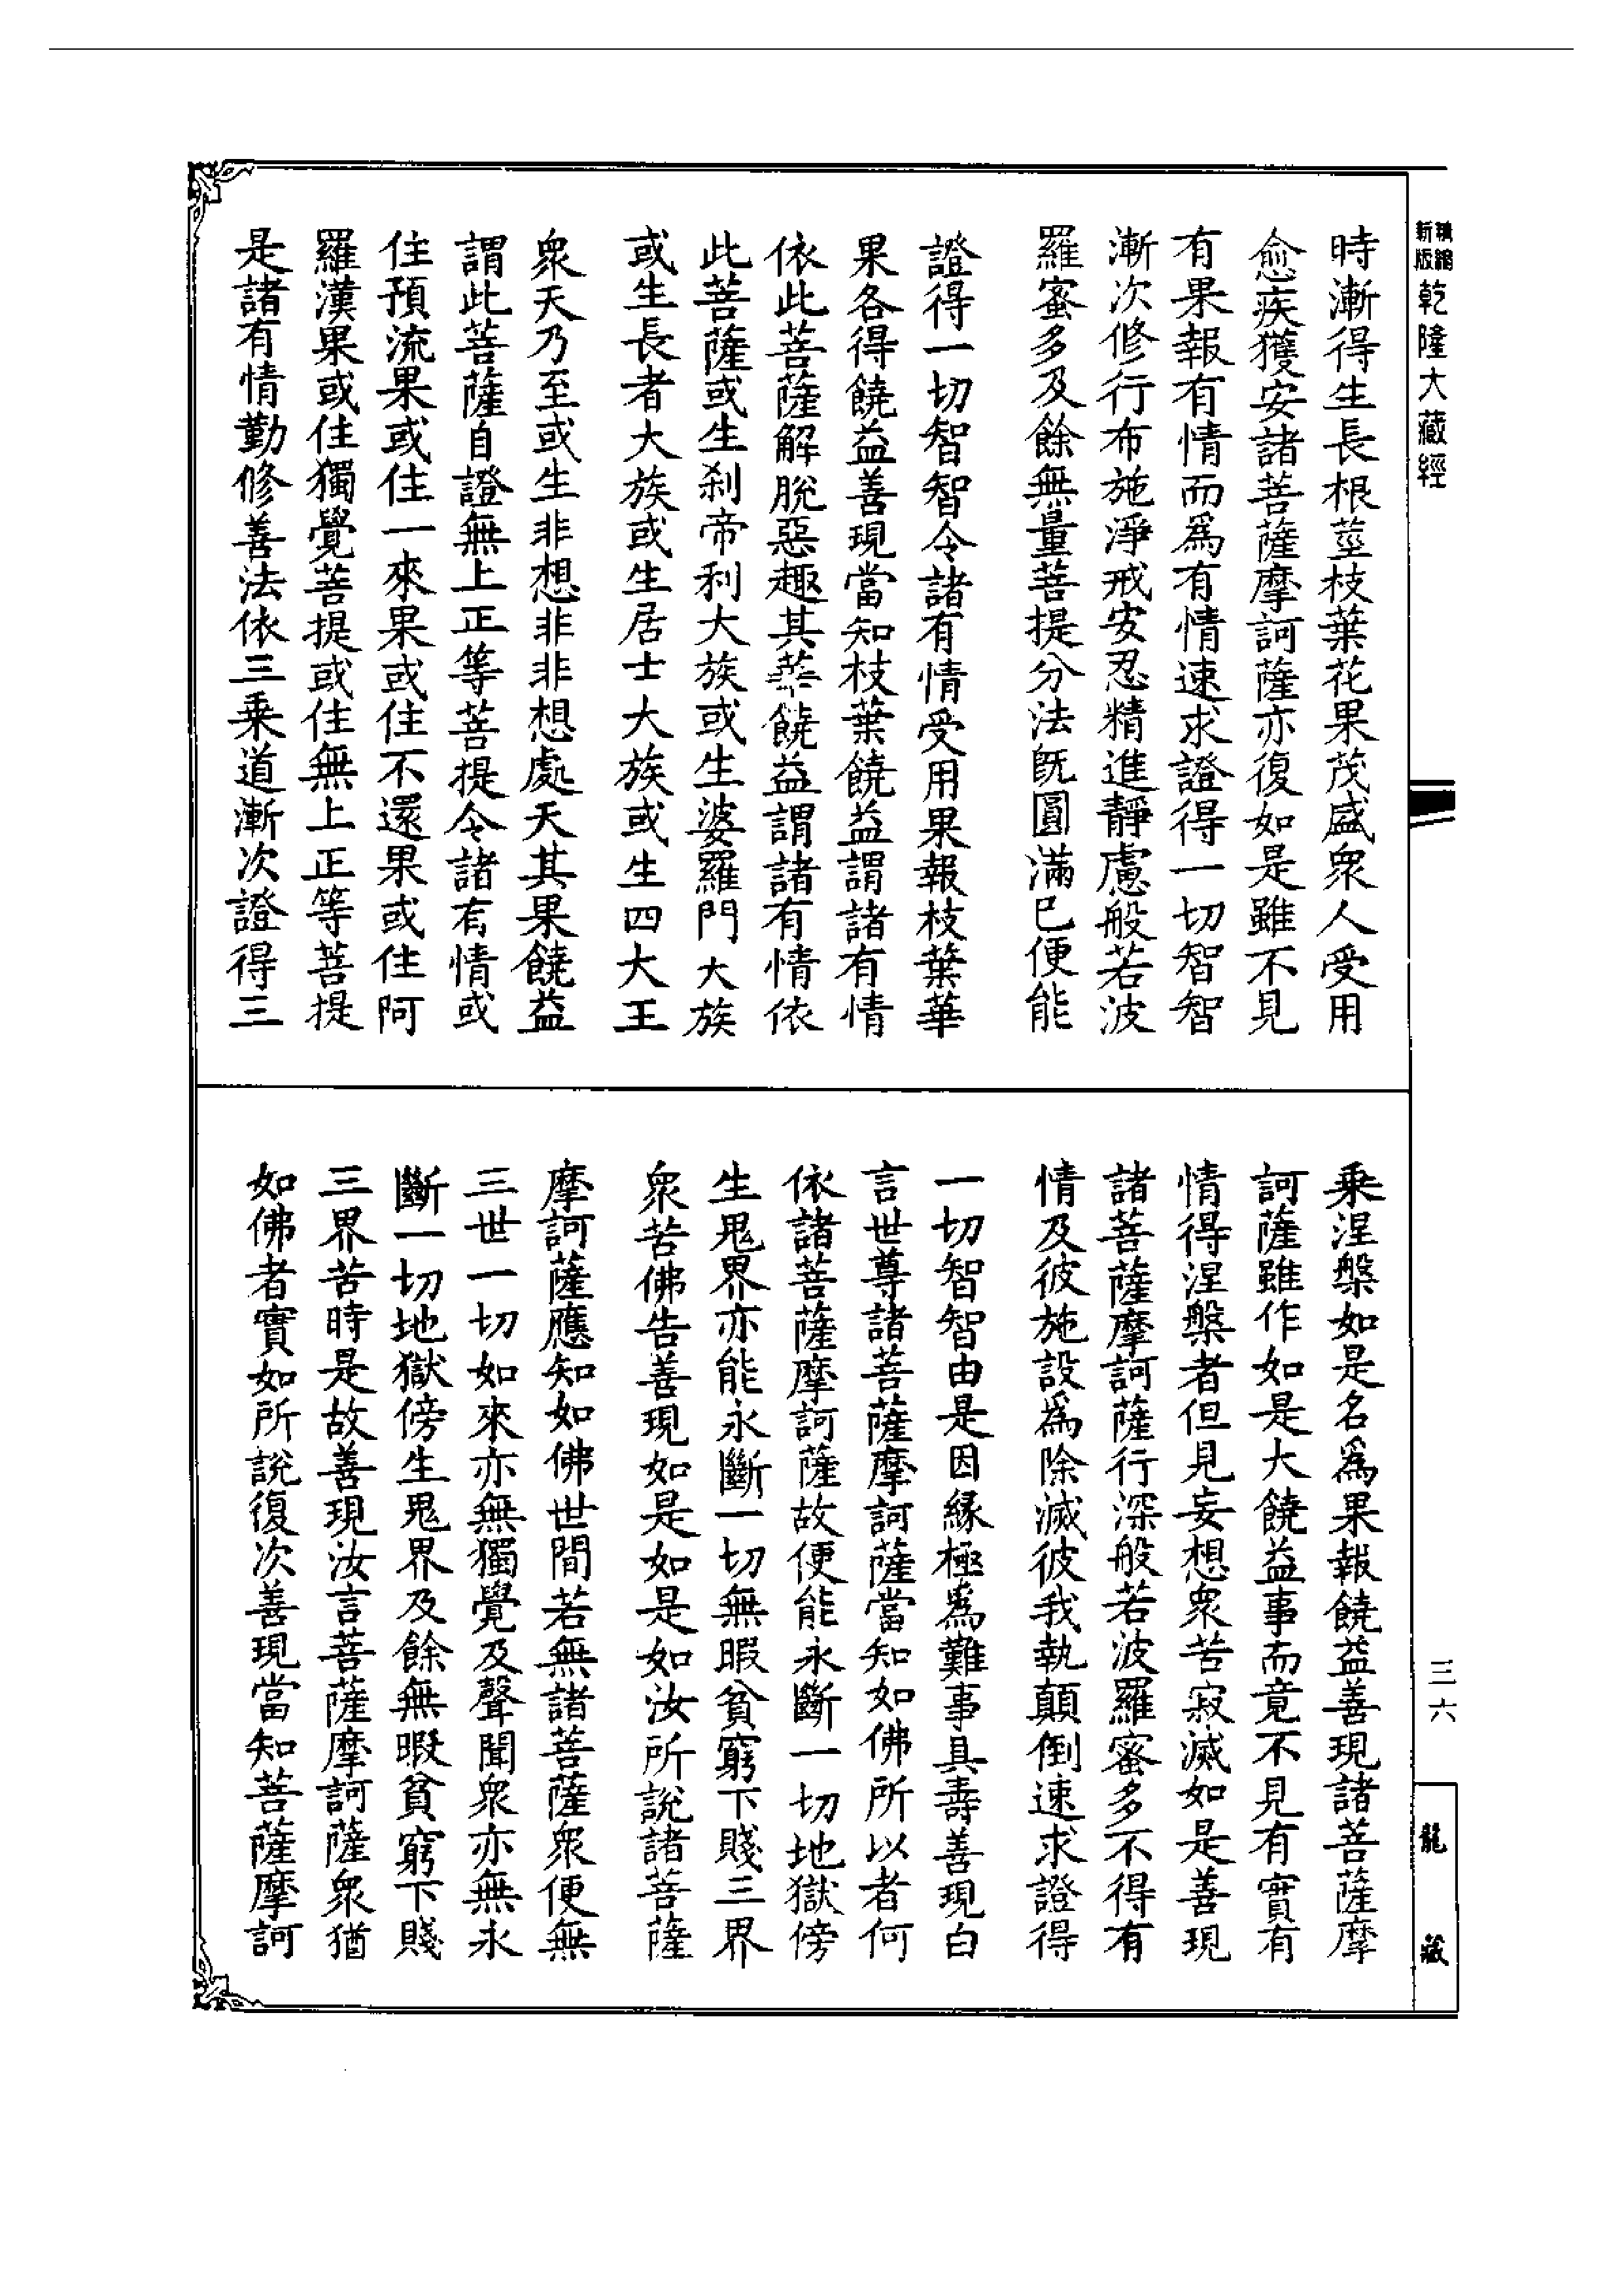 精縮新版乾隆大藏經
時漸得生長根莖枝葉花果茂盛眾人受用
愈疾獲安諸菩薩摩訶薩亦復如是雖不見
有果報有情而為有情速求證得一切智智
漸次修行布施淨戒安忍精進靜慮般若波
羅蜜多及餘無量菩提分法既圓滿已便能
證得一切智智令諸有情受用果報枝葉華
果各得饒益善現當知枝葉饒益謂諸有情
依此菩薩解脫惡趣其華饒益謂諸有情依
此菩薩或生剎帝利大族或生婆羅門大族
或生長者大族或生居士大族或生四大王
眾天乃至或生非想非非想處天其果饒益
謂此菩薩自證無上正等菩提令諸有情或
住預流果或住一來果或住不還果或住阿
羅漢果或住獨覺菩提或住無上正等菩提
是諸有情勤修善法依三乘道漸次證得三
乘涅槃如是名為果報饒益善現諸菩薩摩
訶薩雖作如是大饒益事而竟不見有實有
情得涅槃者但見妄想眾苦寂滅如是善現
諸菩薩摩訶薩行深般若波羅蜜多不得有
情及彼施設為除滅彼我執顛倒速求證得
一切智智由是因緣極為難事具壽善現白
言世尊諸菩薩摩訶薩當知如佛所以者何
依諸菩薩摩訶薩故便能永斷一切地獄傍
生鬼界亦能永斷一切無暇貧窮下賤三界
眾苦佛告善現如是如是如汝所說諸菩薩
摩訶薩應知如佛世間若無諸菩薩眾便無
三世一切如來亦無獨覺及聲聞眾亦無永
斷一切地獄傍生鬼界及餘無暇貧窮下賤
三界苦時是故善現汝言菩薩摩訶薩眾猶
如佛者實如所說復次善現當知菩薩摩訶
三六
龍藏